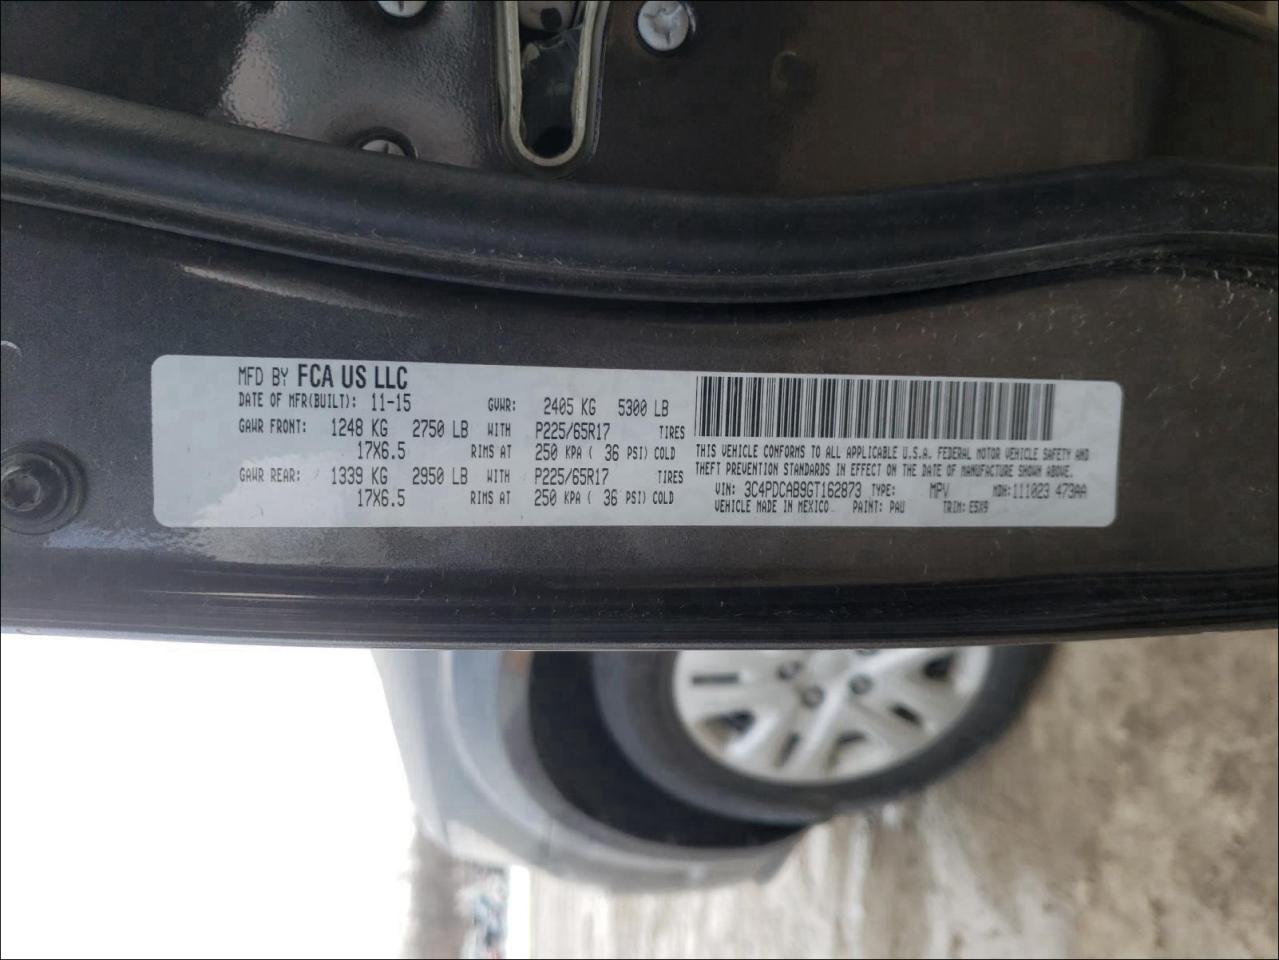 MFD BY FCA US LLC
DATE OF MFR(BUILT): 11-15 GVWR: 2405 KG 5300 LB
GAWR FRONT: 1248 KG 2750 LB WITH P225/65R17 TIRES
17X6.5 RIMS AT 250 KPA ( 36 PSI) COLD
GAWR REAR: 1339 KG 2950 LB WITH P225/65R17 TIRES
17X6.5 RIMS AT 250 KPA ( 36 PSI) COLD
THIS VEHICLE CONFORMS TO ALL APPLICABLE U.S.A. FEDERAL MOTOR VEHICLE SAFETY AND
THEFT PREVENTION STANDARDS IN EFFECT ON THE DATE OF MANUFACTURE SHOWN ABOVE.
VIN: 3C4PDCAB9GT162873 TYPE: MPV MDH:111023 473AA
VEHICLE MADE IN MEXICO PAINT: PAU TRIM: E5X9